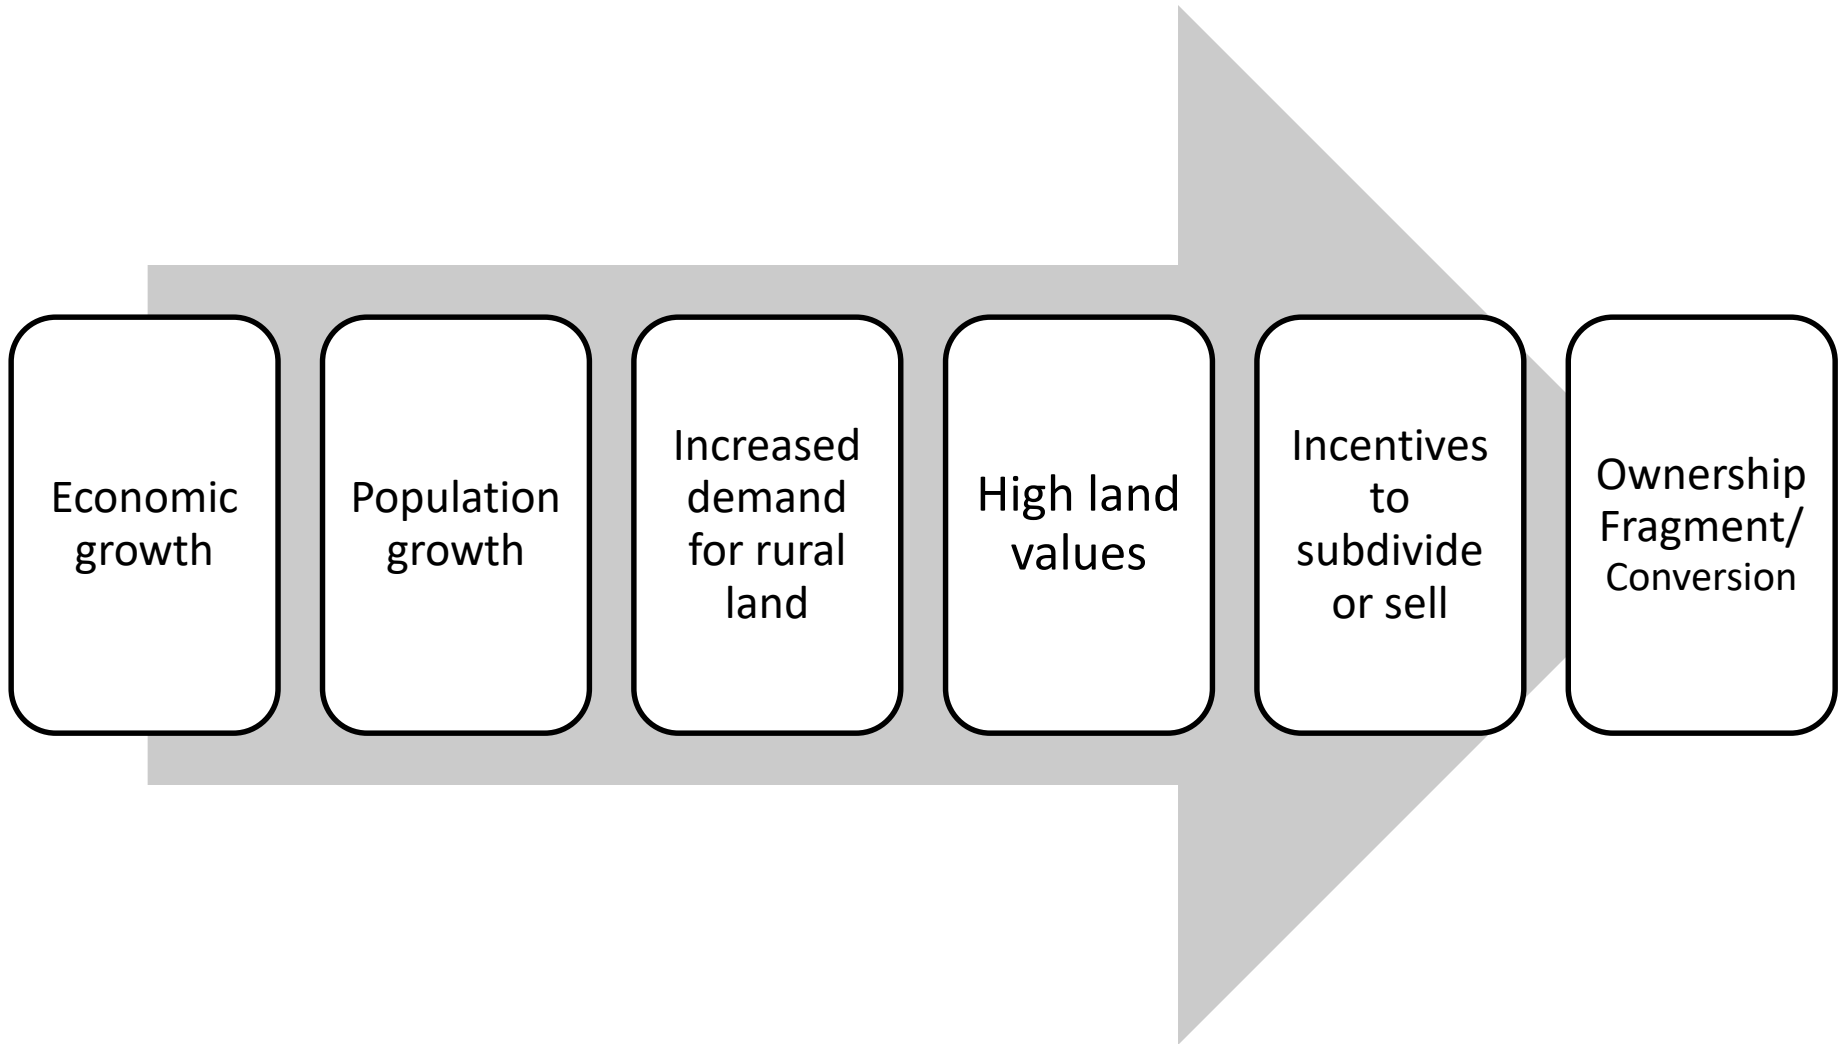 Economic
growth
Population
growth
Increased
demand
for rural
land
High land
values
Incentives
to
subdivide
or sell
Ownership
Fragment/
Conversion